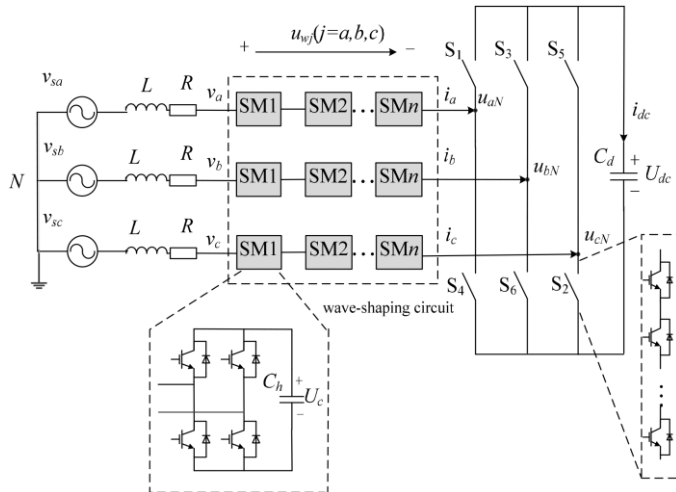 + u_wj(j=a,b,c) −
S₁ S₃ S₅
v_sa L R v_a SM1 SM2 ... SMn i_a u_aN
i_dc
v_sb L R v_b SM1 SM2 ... SMn i_b u_bN
N
C_d + U_dc −
v_sc L R v_c SM1 SM2 ... SMn i_c u_cN
S₄ S₆ S₂
wave-shaping circuit
C_h + U_c −